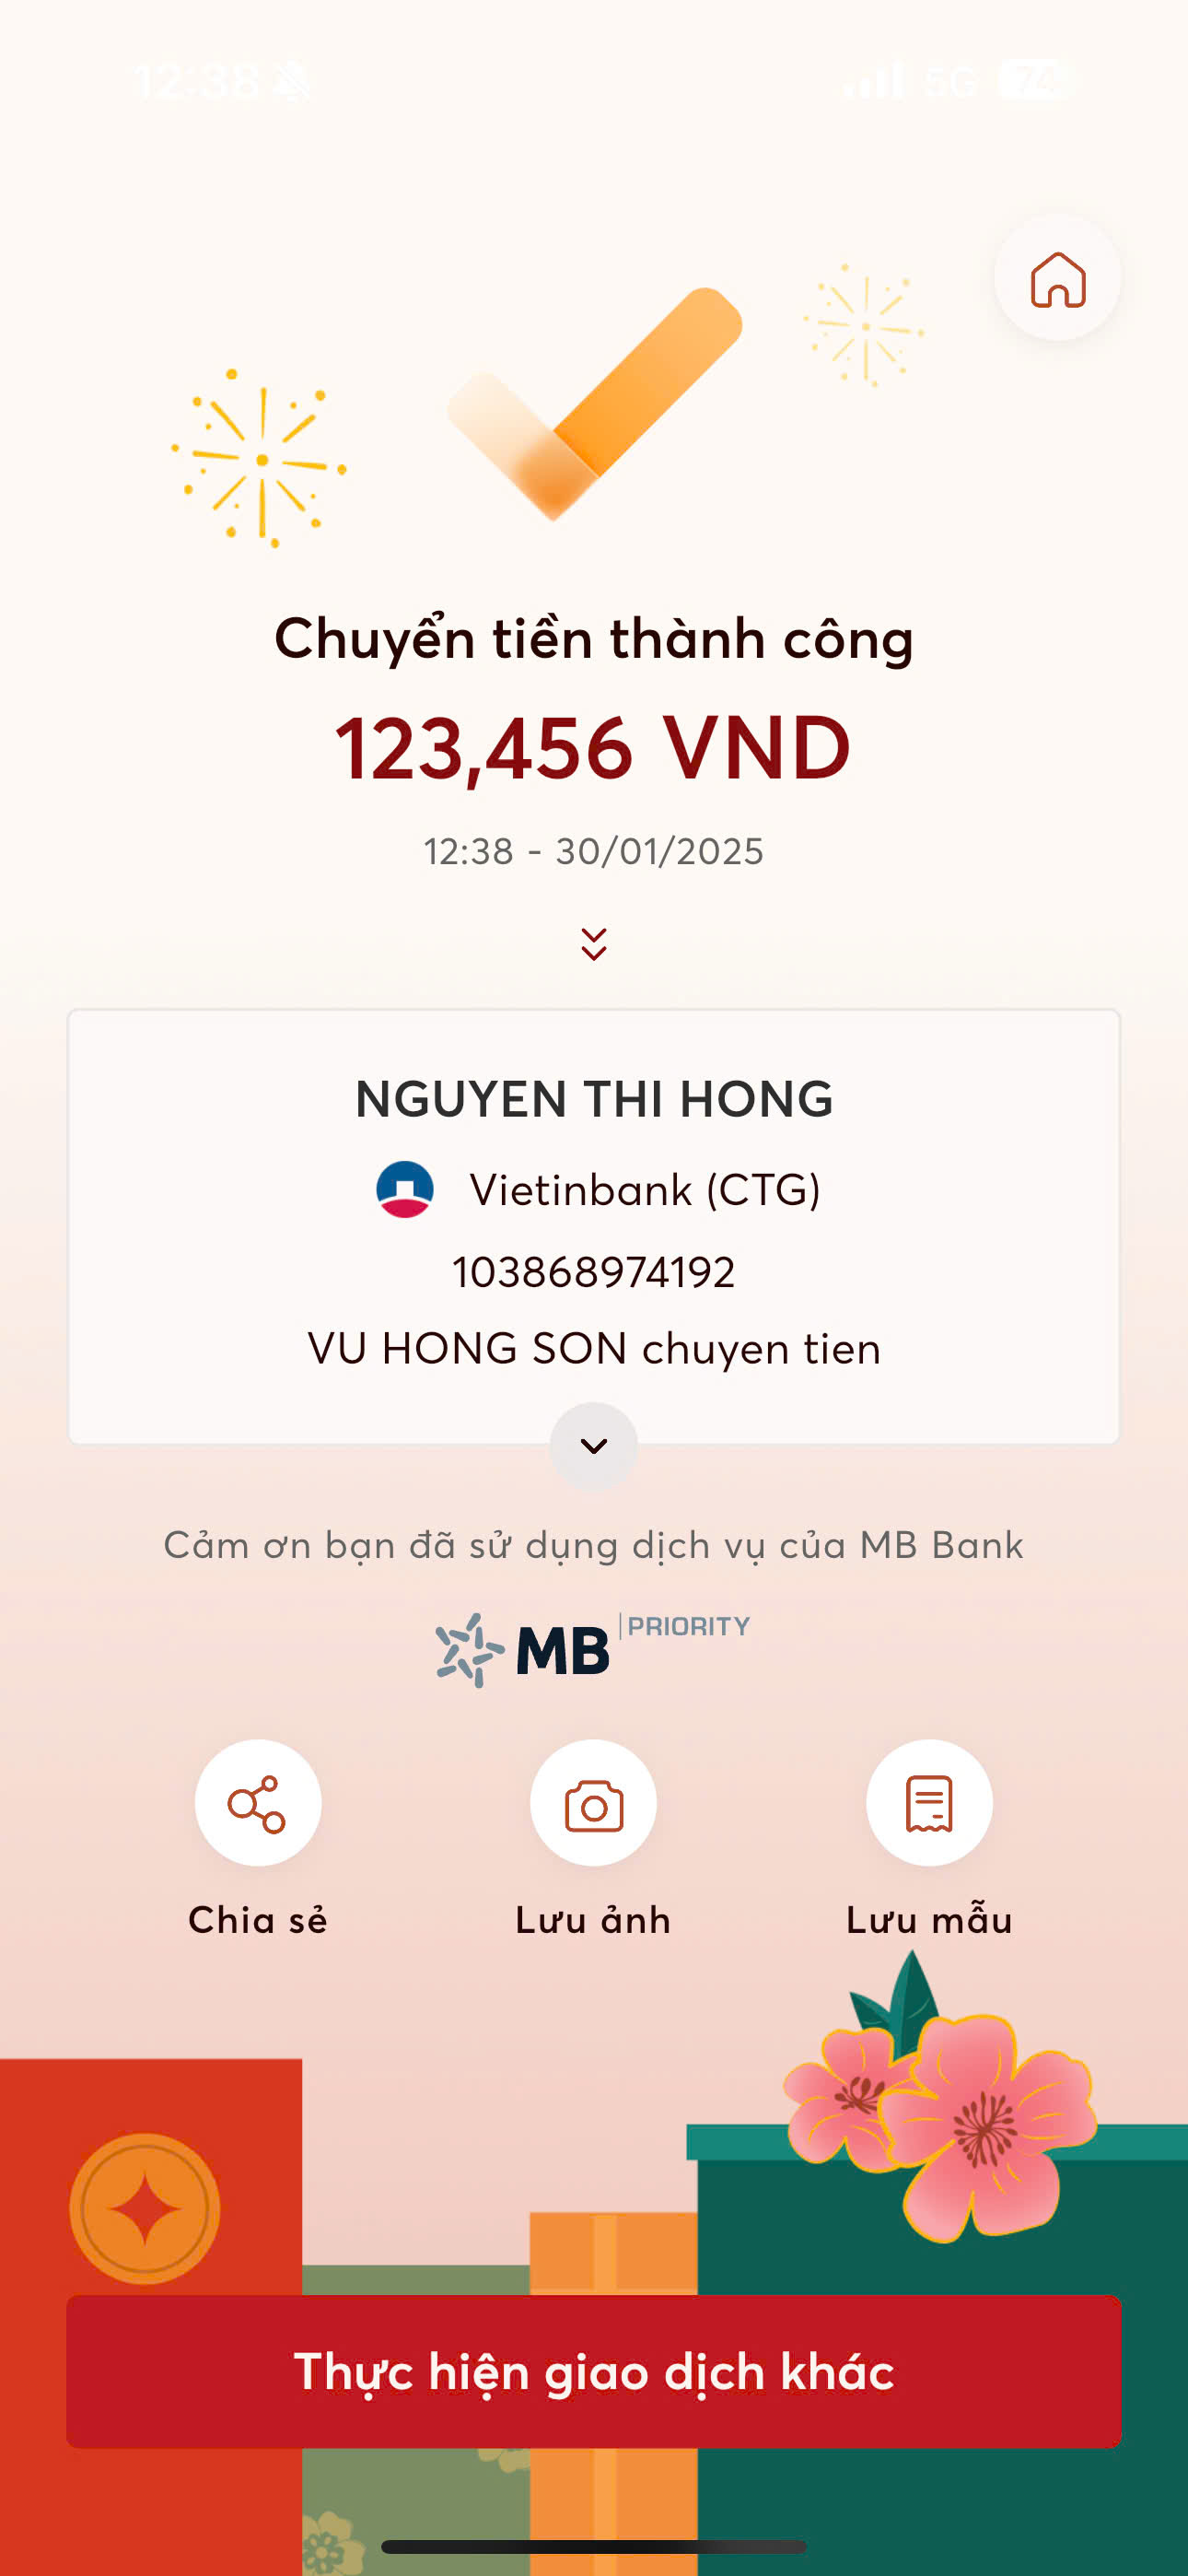 12:38
5G 74
Chuyển tiền thành công
123,456 VND
12:38 - 30/01/2025
NGUYEN THI HONG
Vietinbank (CTG)
103868974192
VU HONG SON chuyen tien
Cảm ơn bạn đã sử dụng dịch vụ của MB Bank
MB PRIORITY
Chia sẻ
Lưu ảnh
Lưu mẫu
Thực hiện giao dịch khác